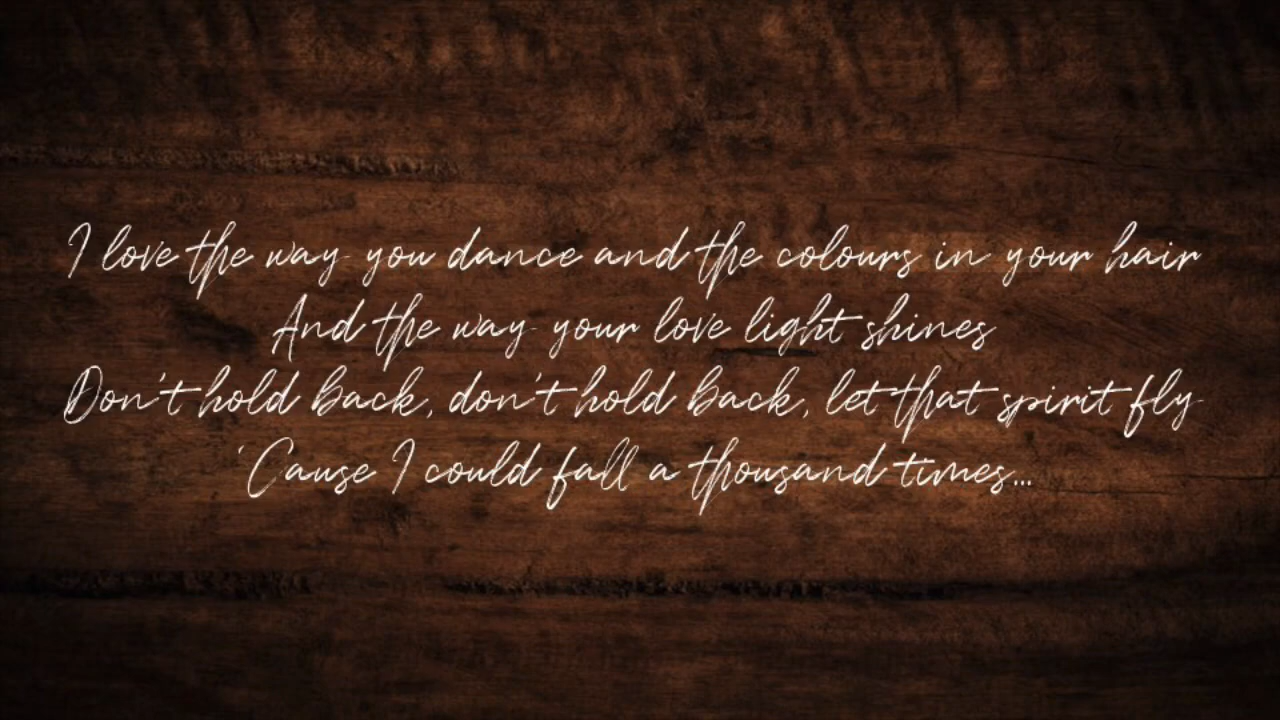 I love the way you dance and the colours in your hair
And the way your love light shines
Don't hold back, don't hold back, let that spirit fly
'Cause I could fall a thousand times...